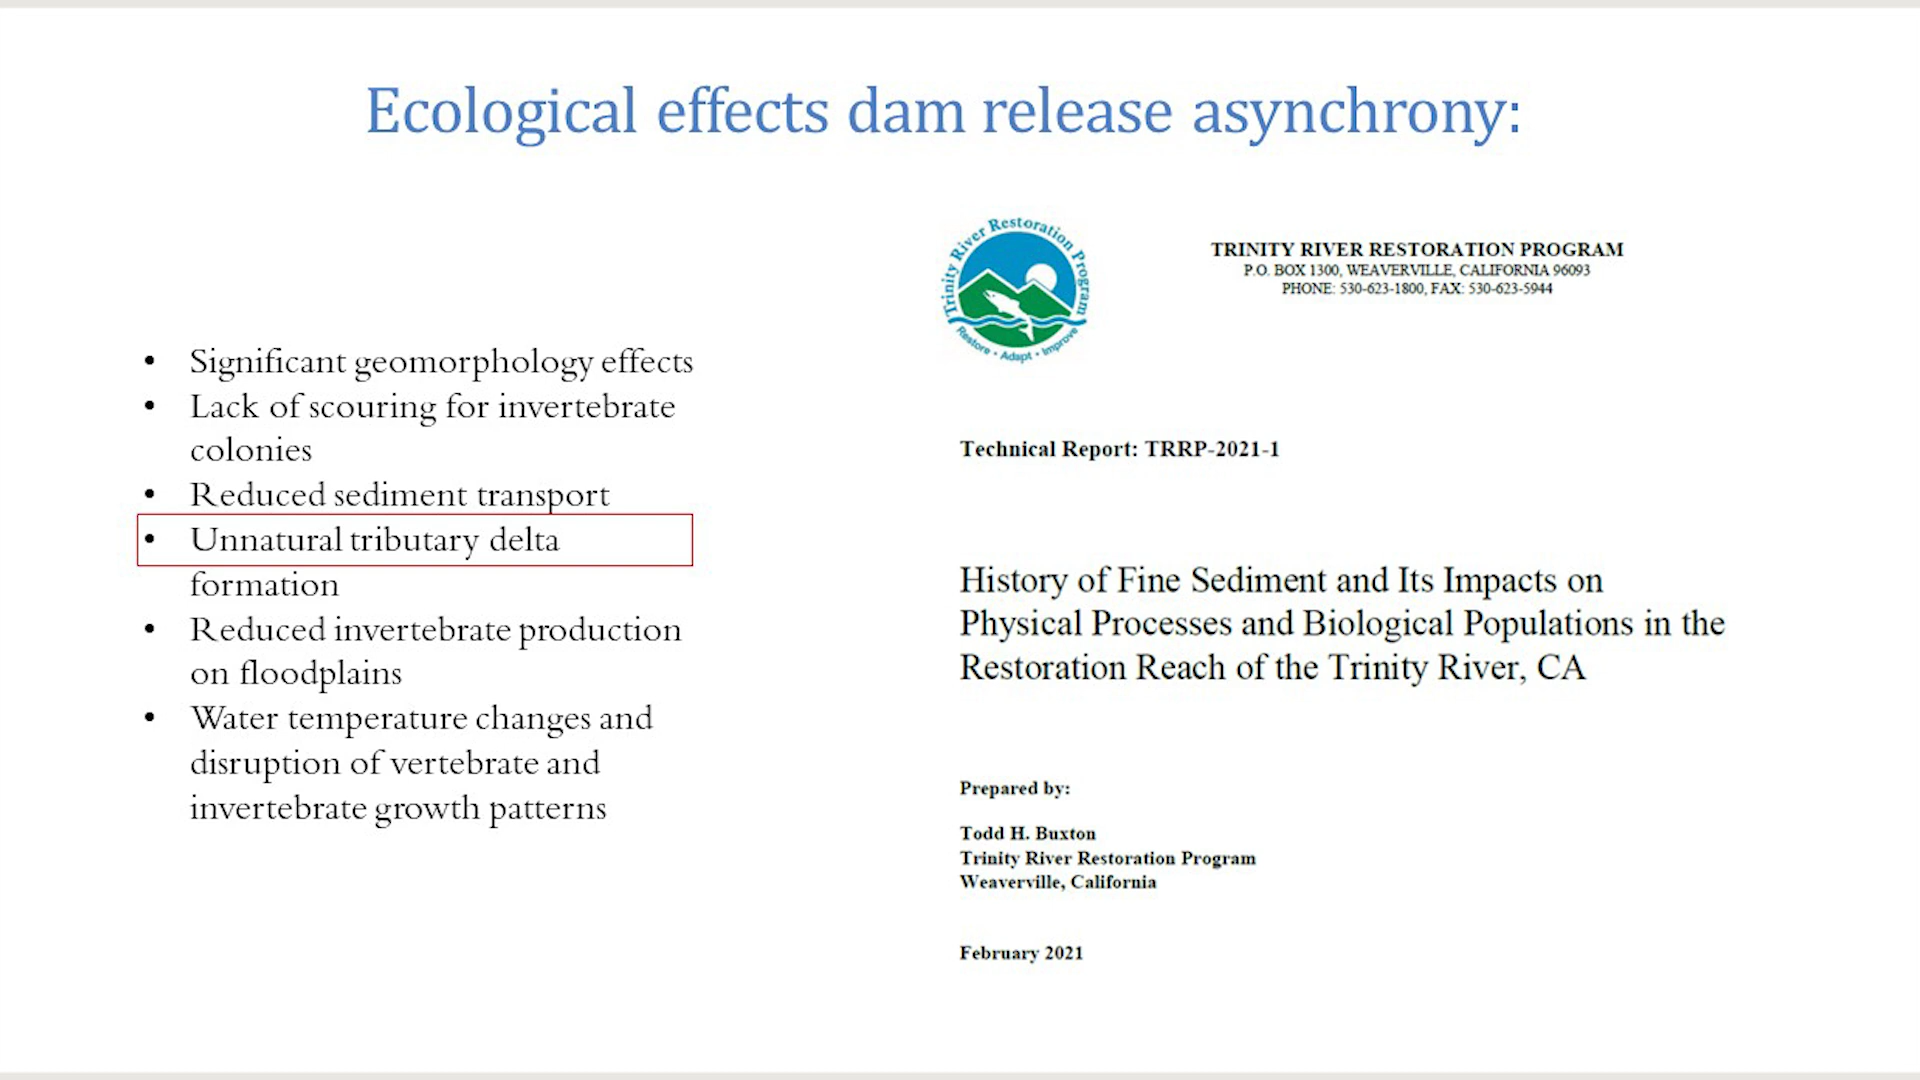 Ecological effects dam release asynchrony:
• Significant geomorphology effects
• Lack of scouring for invertebrate
colonies
• Reduced sediment transport
• Unnatural tributary delta
formation
• Reduced invertebrate production
on floodplains
• Water temperature changes and
disruption of vertebrate and
invertebrate growth patterns
Trinity River Restoration Program
Restore • Adapt • Improve
TRINITY RIVER RESTORATION PROGRAM
P.O. BOX 1300, WEAVERVILLE, CALIFORNIA 96093
PHONE: 530-623-1800, FAX: 530-623-5944
Technical Report: TRRP-2021-1
History of Fine Sediment and Its Impacts on
Physical Processes and Biological Populations in the
Restoration Reach of the Trinity River, CA
Prepared by:
Todd H. Buxton
Trinity River Restoration Program
Weaverville, California
February 2021